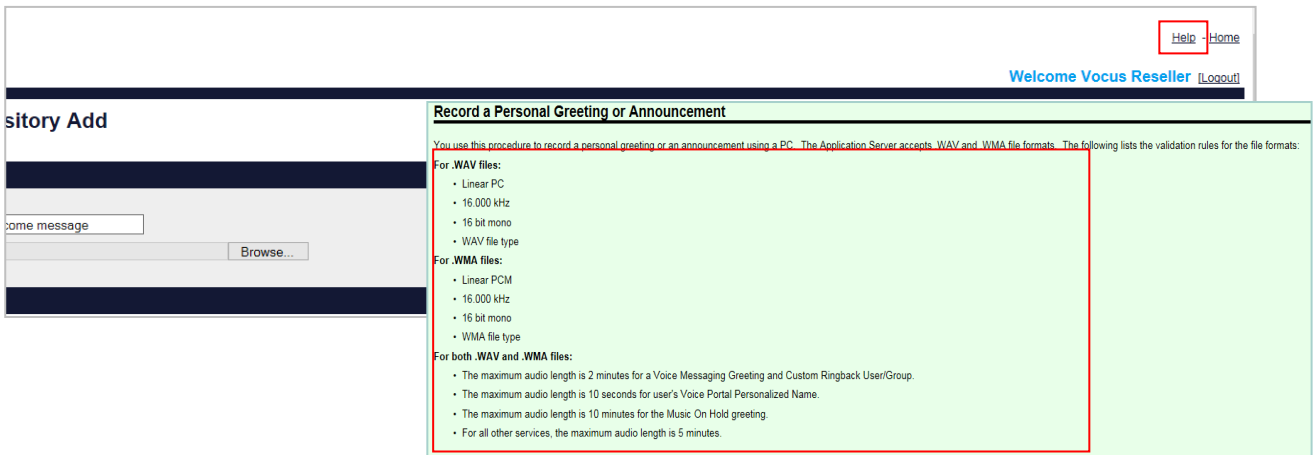 Help - Home
Welcome Vocus Reseller [Logout]
sitory Add
come message
Browse...
Record a Personal Greeting or Announcement
You use this procedure to record a personal greeting or an announcement using a PC. The Application Server accepts .WAV and .WMA file formats. The following lists the validation rules for the file formats:
For .WAV files:
• Linear PC
• 16.000 kHz
• 16 bit mono
• WAV file type
For .WMA files:
• Linear PCM
• 16.000 kHz
• 16 bit mono
• WMA file type
For both .WAV and .WMA files:
• The maximum audio length is 2 minutes for a Voice Messaging Greeting and Custom Ringback User/Group.
• The maximum audio length is 10 seconds for user's Voice Portal Personalized Name.
• The maximum audio length is 10 minutes for the Music On Hold greeting.
• For all other services, the maximum audio length is 5 minutes.